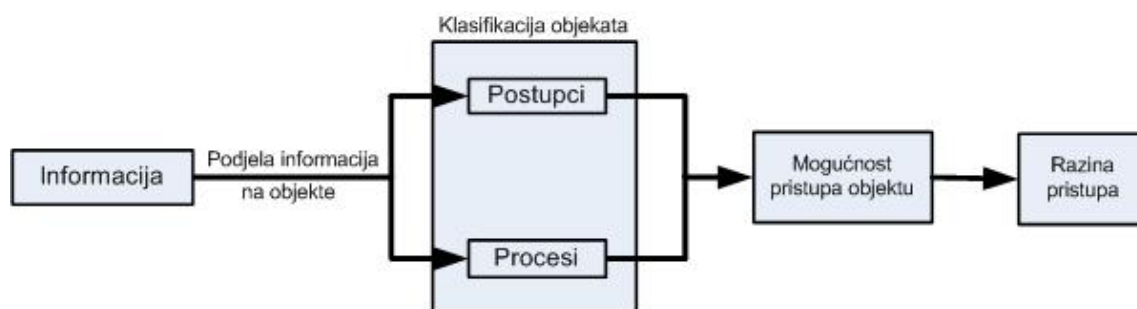 Klasifikacija objekata
Postupci
Informacija
Podjela informacija
na objekte
Procesi
Mogućnost
pristupa objektu
Razina
pristupa